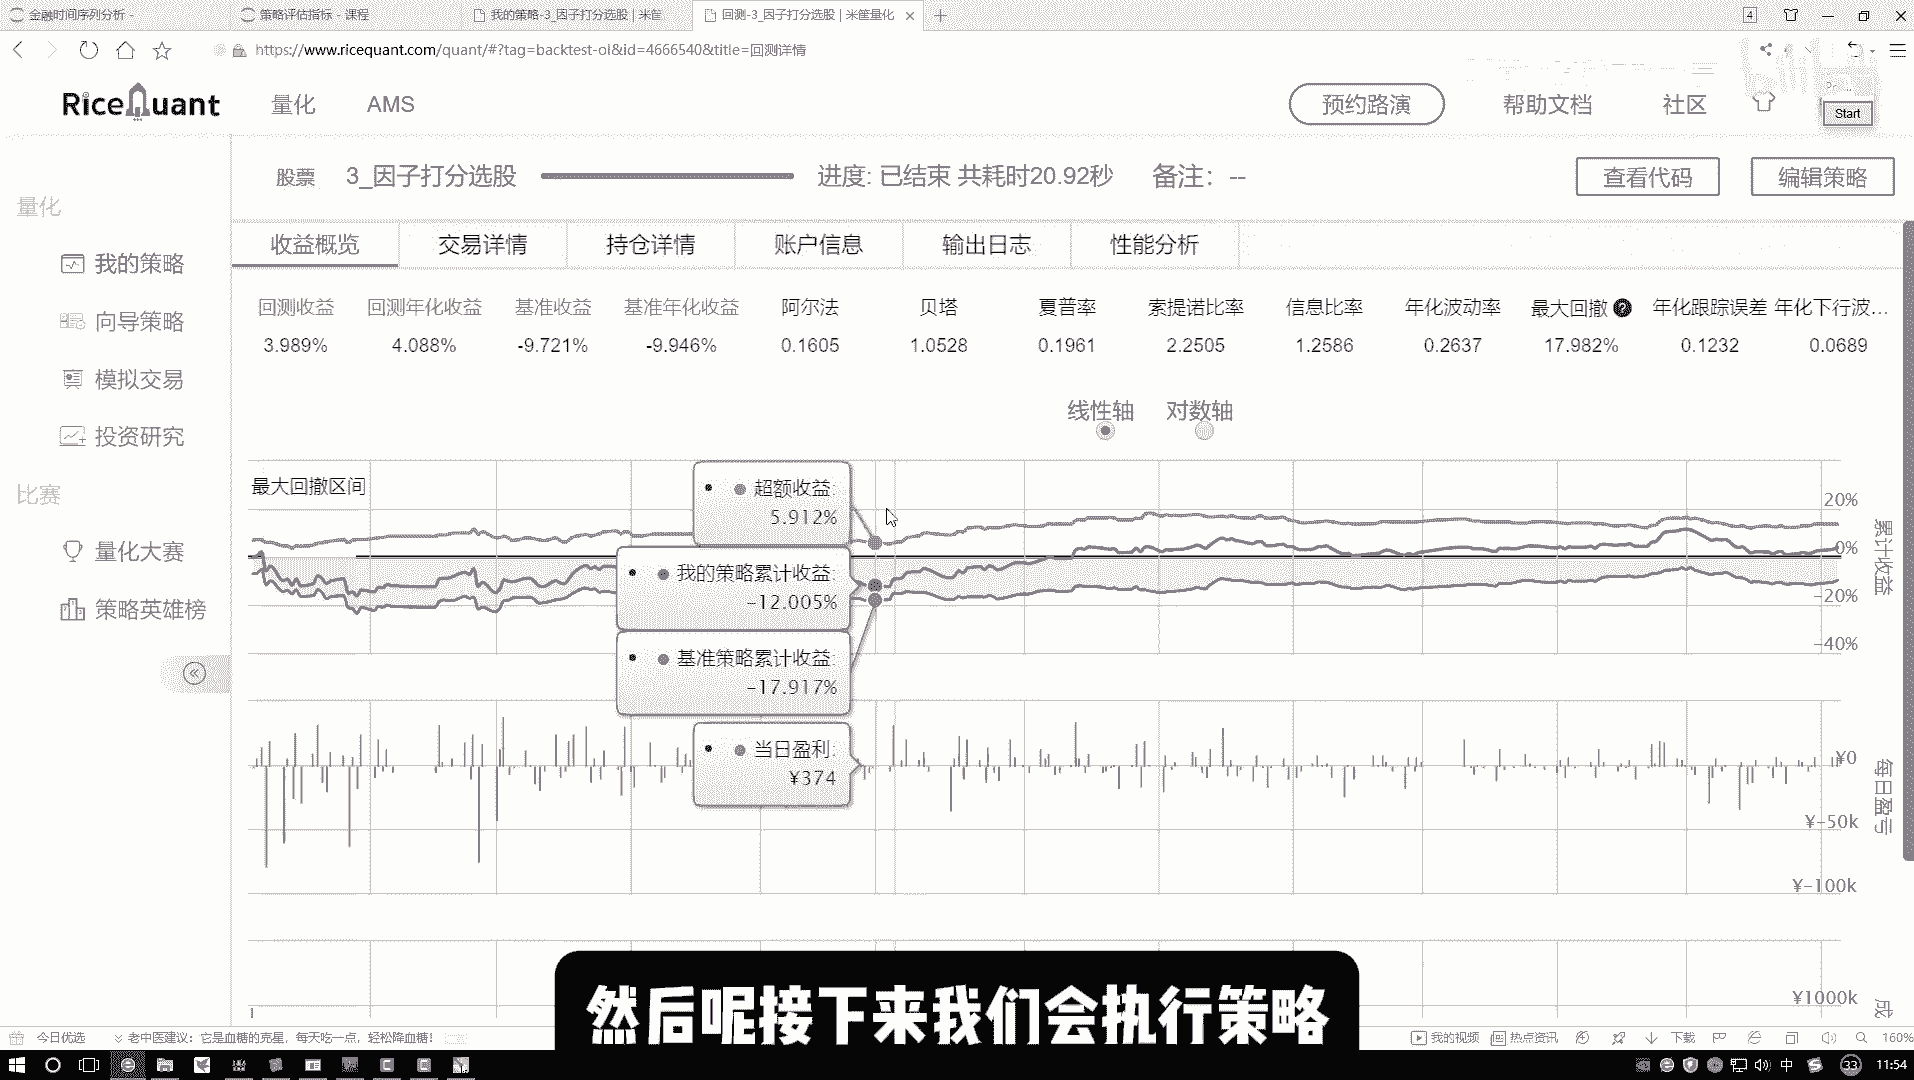 金融时间序列分析 -
策略评估指标 - 课程
我的策略-3_因子打分选股 | 米筐
回测-3_因子打分选股 | 米筐量化
4
https://www.ricequant.com/quant/#?tag=backtest-oi&id=4666540&title=回测详情
RiceQuant
量化
AMS
预约路演
帮助文档
社区
Start
股票
3_因子打分选股
进度: 已结束 共耗时20.92秒
备注: --
查看代码
编辑策略
量化
我的策略
向导策略
模拟交易
投资研究
比赛
量化大赛
策略英雄榜
收益概览
交易详情
持仓详情
账户信息
输出日志
性能分析
回测收益 回测年化收益 基准收益 基准年化收益 阿尔法 贝塔 夏普率 索提诺比率 信息比率 年化波动率 最大回撤 ? 年化跟踪误差 年化下行波...
3.989% 4.088% -9.721% -9.946% 0.1605 1.0528 0.1961 2.2505 1.2586 0.2637 17.982% 0.1232 0.0689
线性轴 对数轴
最大回撤区间
超额收益:
5.912%
我的策略累计收益:
-12.005%
基准策略累计收益:
-17.917%
当日盈利:
¥374
20%
0%
-20%
-40%
累计收益
¥0
¥-50k
¥-100k
每日盈亏
¥1000k
成
然后呢接下来我们会执行策略
今日优选
老中医建议：它是血糖的克星，每天吃一点，轻松降血糖！
我的视频
热点资讯
下载
160%
中
33
11:54